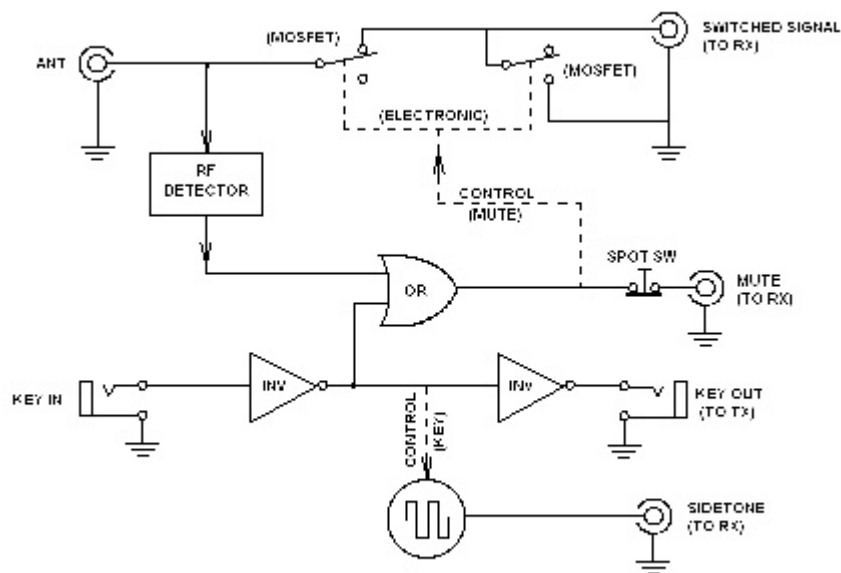 SWITCHED SIGNAL
(TO RX)
(MOSFET)
ANT
(MOSFET)
(ELECTRONIC)
RF
DETECTOR
CONTROL
(MUTE)
SPOT SW
OR
MUTE
(TO RX)
KEY IN
INV
INV
KEY OUT
(TO TX)
CONTROL
(KEY)
SIDETONE
(TO RX)